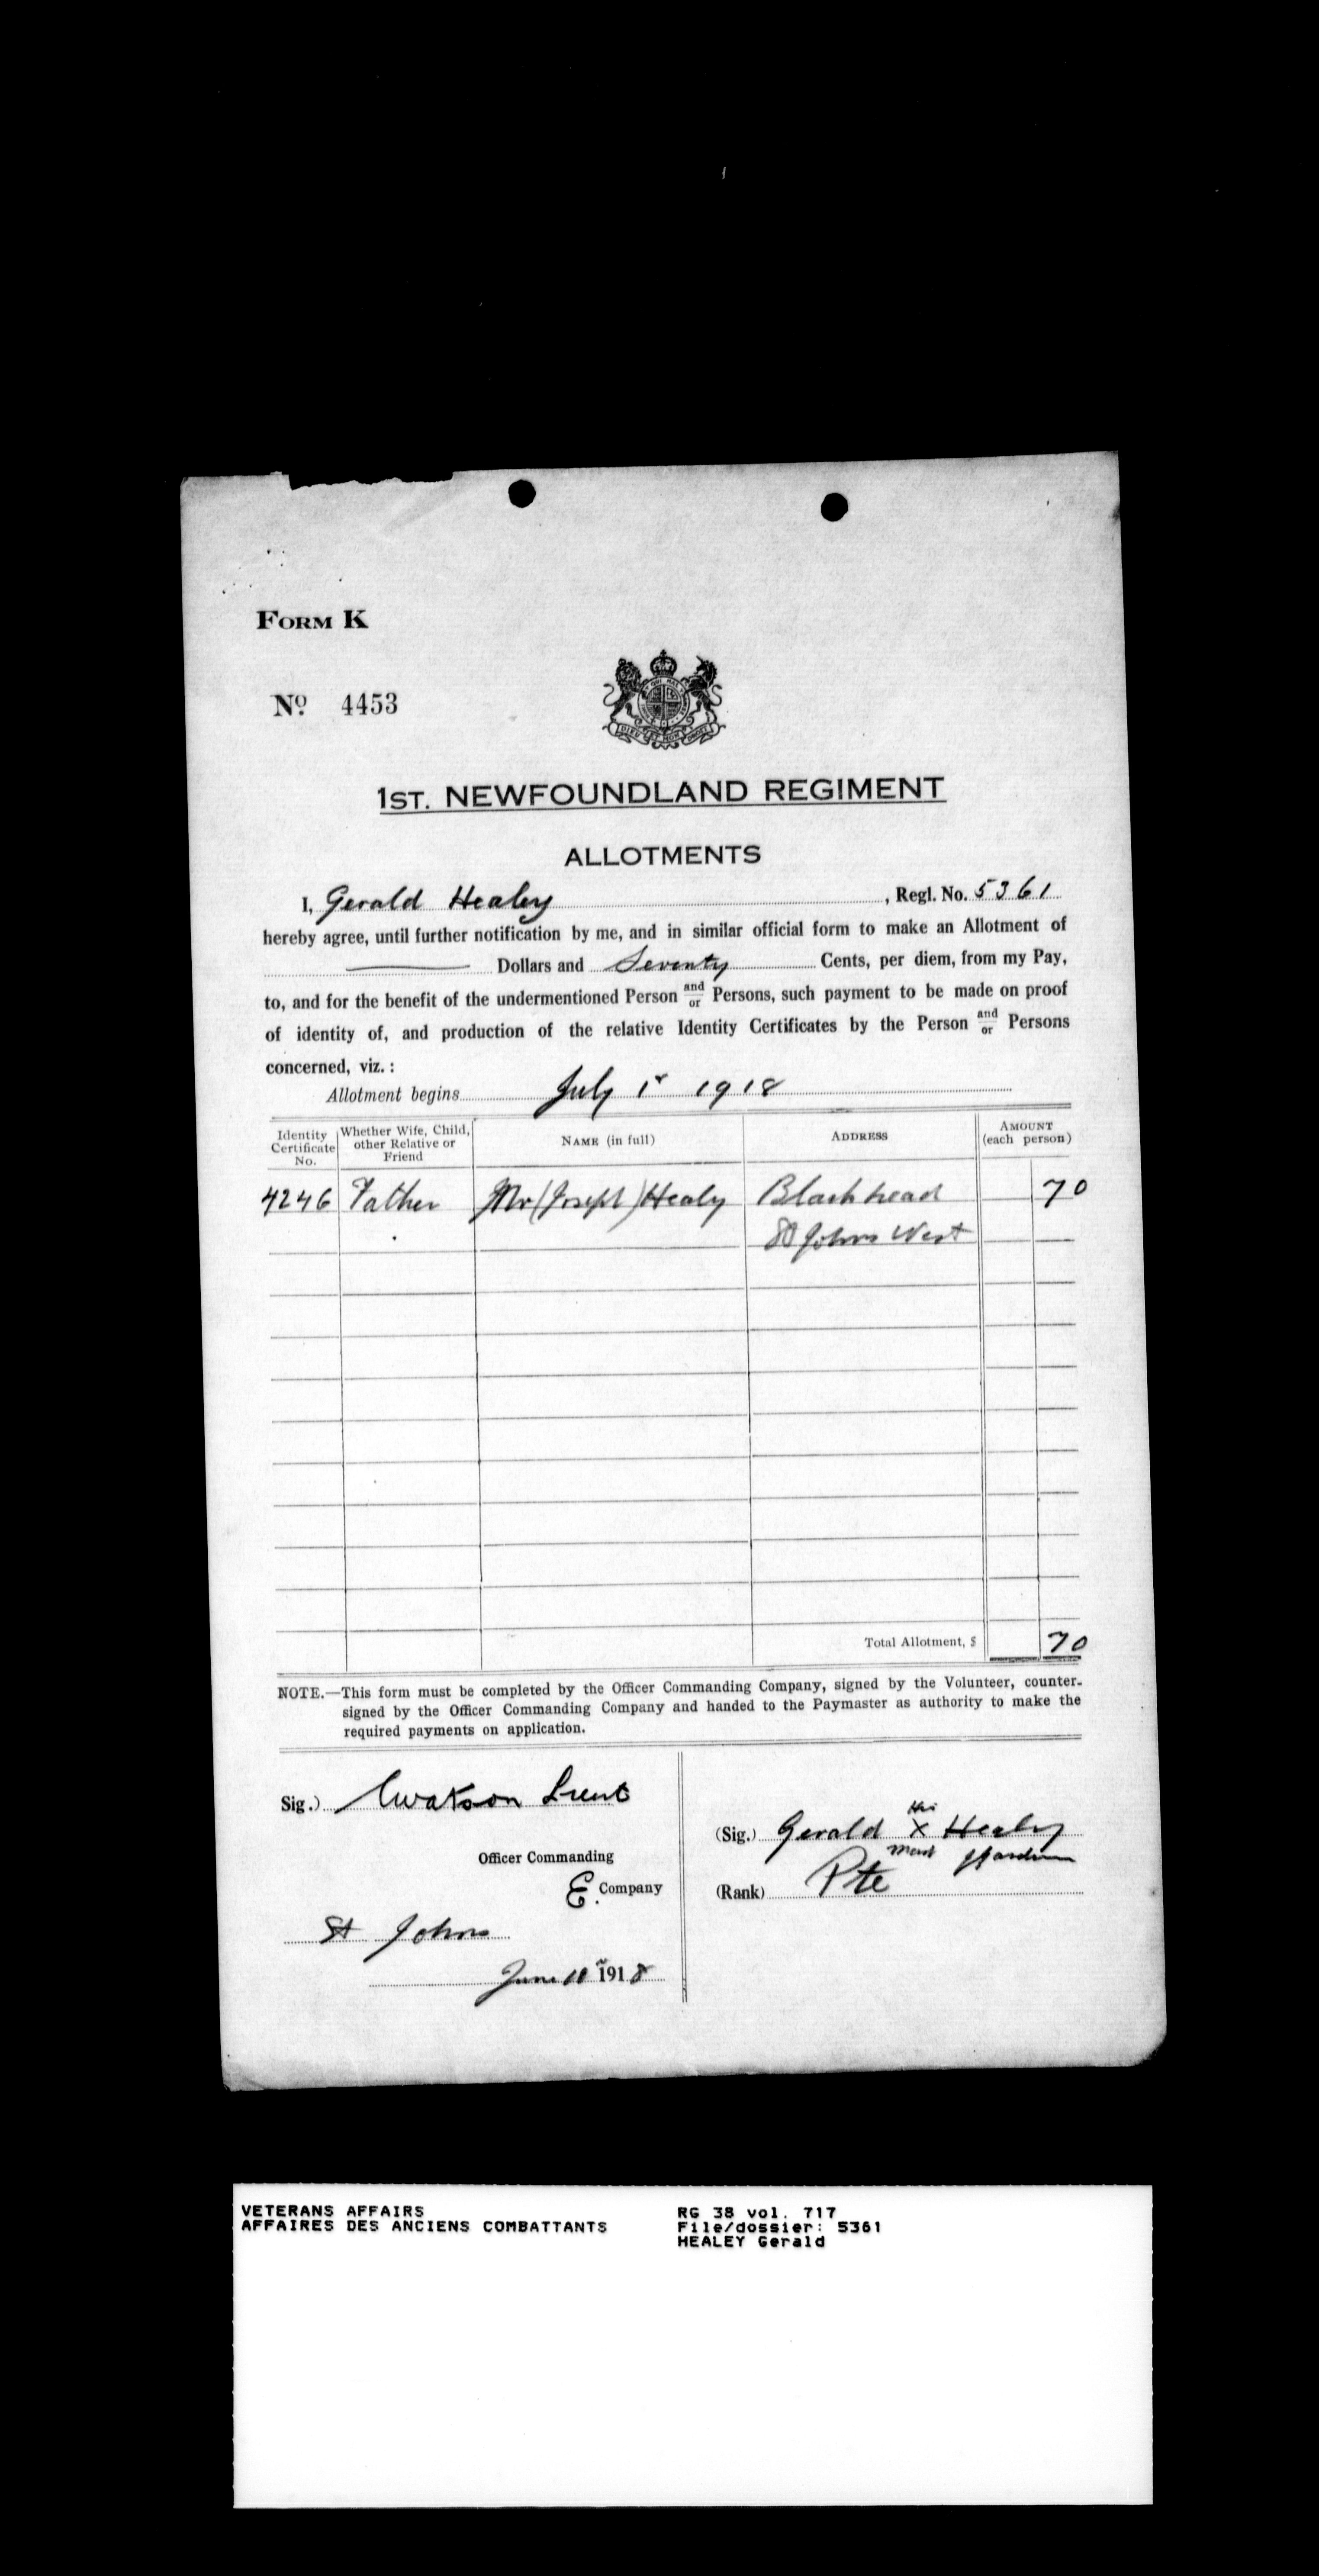 FORM K
No. 4453
1ST. NEWFOUNDLAND REGIMENT
ALLOTMENTS
I, Gerald Healey, Regl. No. 5361
hereby agree, until further notification by me, and in similar official form to make an Allotment of
Dollars and Seventy Cents, per diem, from my Pay,
to, and for the benefit of the undermentioned Person and/or Persons, such payment to be made on proof
of identity of, and production of the relative Identity Certificates by the Person and/or Persons
concerned, viz.:
Allotment begins July 1st 1918
Identity Certificate No. Whether Wife, Child, other Relative or Friend NAME (in full) ADDRESS AMOUNT (each person)
4246 Father Mr (Joseph) Healy Blackhead 70
St Johns West
Total Allotment, $ 70
NOTE.—This form must be completed by the Officer Commanding Company, signed by the Volunteer, counter-
signed by the Officer Commanding Company and handed to the Paymaster as authority to make the
required payments on application.
Sig.) Lieut
Officer Commanding
E. Company
St Johns
June 1918
(Sig.) Gerald his X mark Healey
(Rank) Pte
VETERANS AFFAIRS
AFFAIRES DES ANCIENS COMBATTANTS
RG 38 vol. 717
File/dossier: 5361
HEALEY Gerald